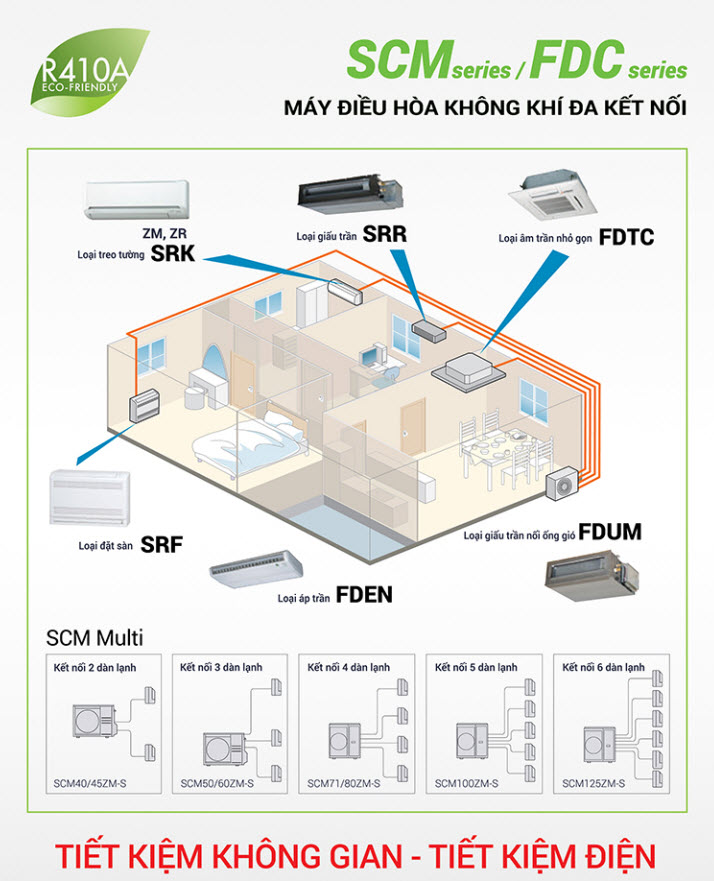 R410A
ECO-FRIENDLY
SCM series / FDC series
MÁY ĐIỀU HÒA KHÔNG KHÍ ĐA KẾT NỐI
ZM, ZR
Loại treo tường SRK
Loại giấu trần SRR
Loại âm trần nhỏ gọn FDTC
Loại đặt sàn SRF
Loại áp trần FDEN
Loại giấu trần nối ống gió FDUM
SCM Multi
Kết nối 2 dàn lạnh
SCM40/45ZM-S
Kết nối 3 dàn lạnh
SCM50/60ZM-S
Kết nối 4 dàn lạnh
SCM71/80ZM-S
Kết nối 5 dàn lạnh
SCM100ZM-S
Kết nối 6 dàn lạnh
SCM125ZM-S
TIẾT KIỆM KHÔNG GIAN - TIẾT KIỆM ĐIỆN